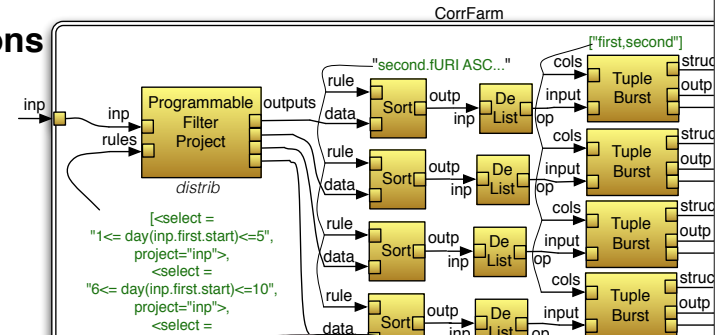 CorrFarm
ons
["first,second"]
"second.fURI ASC..."
inp
inp
rules
Programmable
Filter
Project
outputs
distrib
[<select =
"1<= day(inp.first.start)<=5",
project="inp">,
<select =
"6<= day(inp.first.start)<=10",
project="inp">,
<select =
rule
data
Sort
outp
inp
De
List
op
cols
input
Tuple
Burst
struc
outp
rule
data
Sort
outp
inp
De
List
op
cols
input
Tuple
Burst
struc
outp
rule
data
Sort
outp
inp
De
List
op
cols
input
Tuple
Burst
struc
outp
rule
data
Sort
outp
inp
De
List
op
cols
input
Tuple
Burst
struc
outp